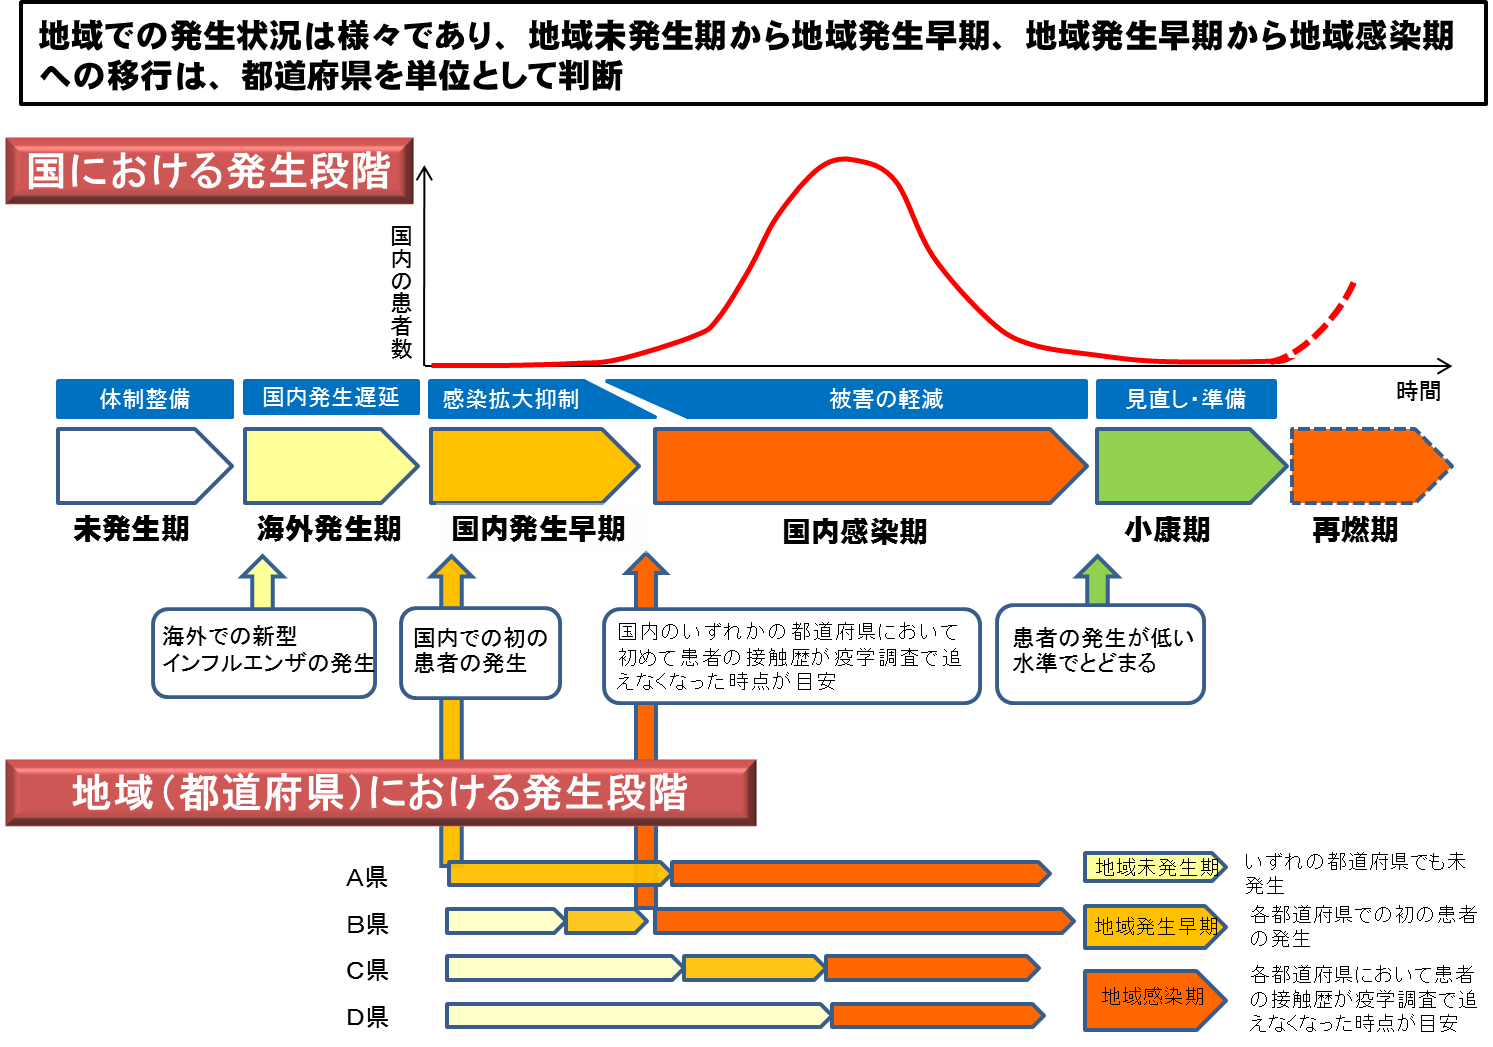 地域での発生状況は様々であり、地域未発生期から地域発生早期、地域発生早期から地域感染期
への移行は、都道府県を単位として判断
国における発生段階
国内の患者数
時間
体制整備
国内発生遅延
感染拡大抑制
被害の軽減
見直し・準備
未発生期
海外発生期
国内発生早期
国内感染期
小康期
再燃期
海外での新型
インフルエンザの発生
国内での初の
患者の発生
国内のいずれかの都道府県において
初めて患者の接触歴が疫学調査で追
えなくなった時点が目安
患者の発生が低い
水準でとどまる
地域（都道府県）における発生段階
A県
B県
C県
D県
地域未発生期
いずれの都道府県でも未
発生
地域発生早期
各都道府県での初の患者
の発生
地域感染期
各都道府県において患者
の接触歴が疫学調査で追
えなくなった時点が目安